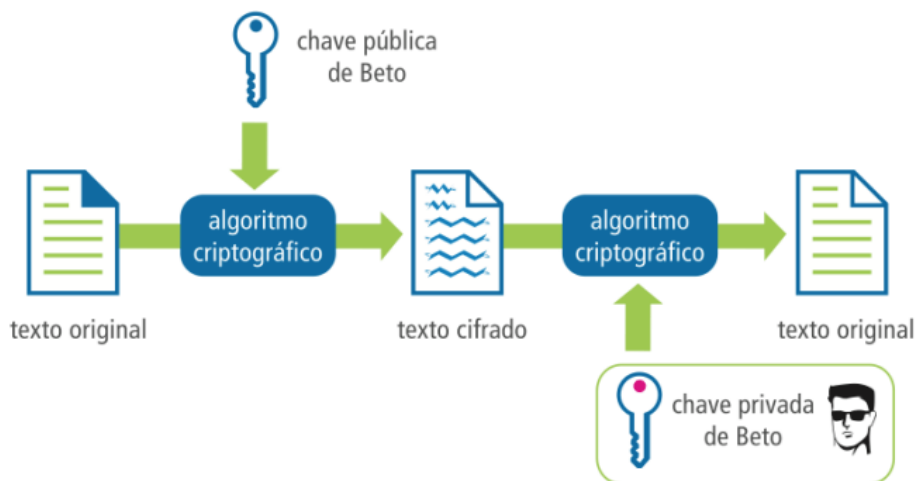 chave pública
de Beto
algoritmo
criptográfico
algoritmo
criptográfico
texto original
texto cifrado
texto original
chave privada
de Beto